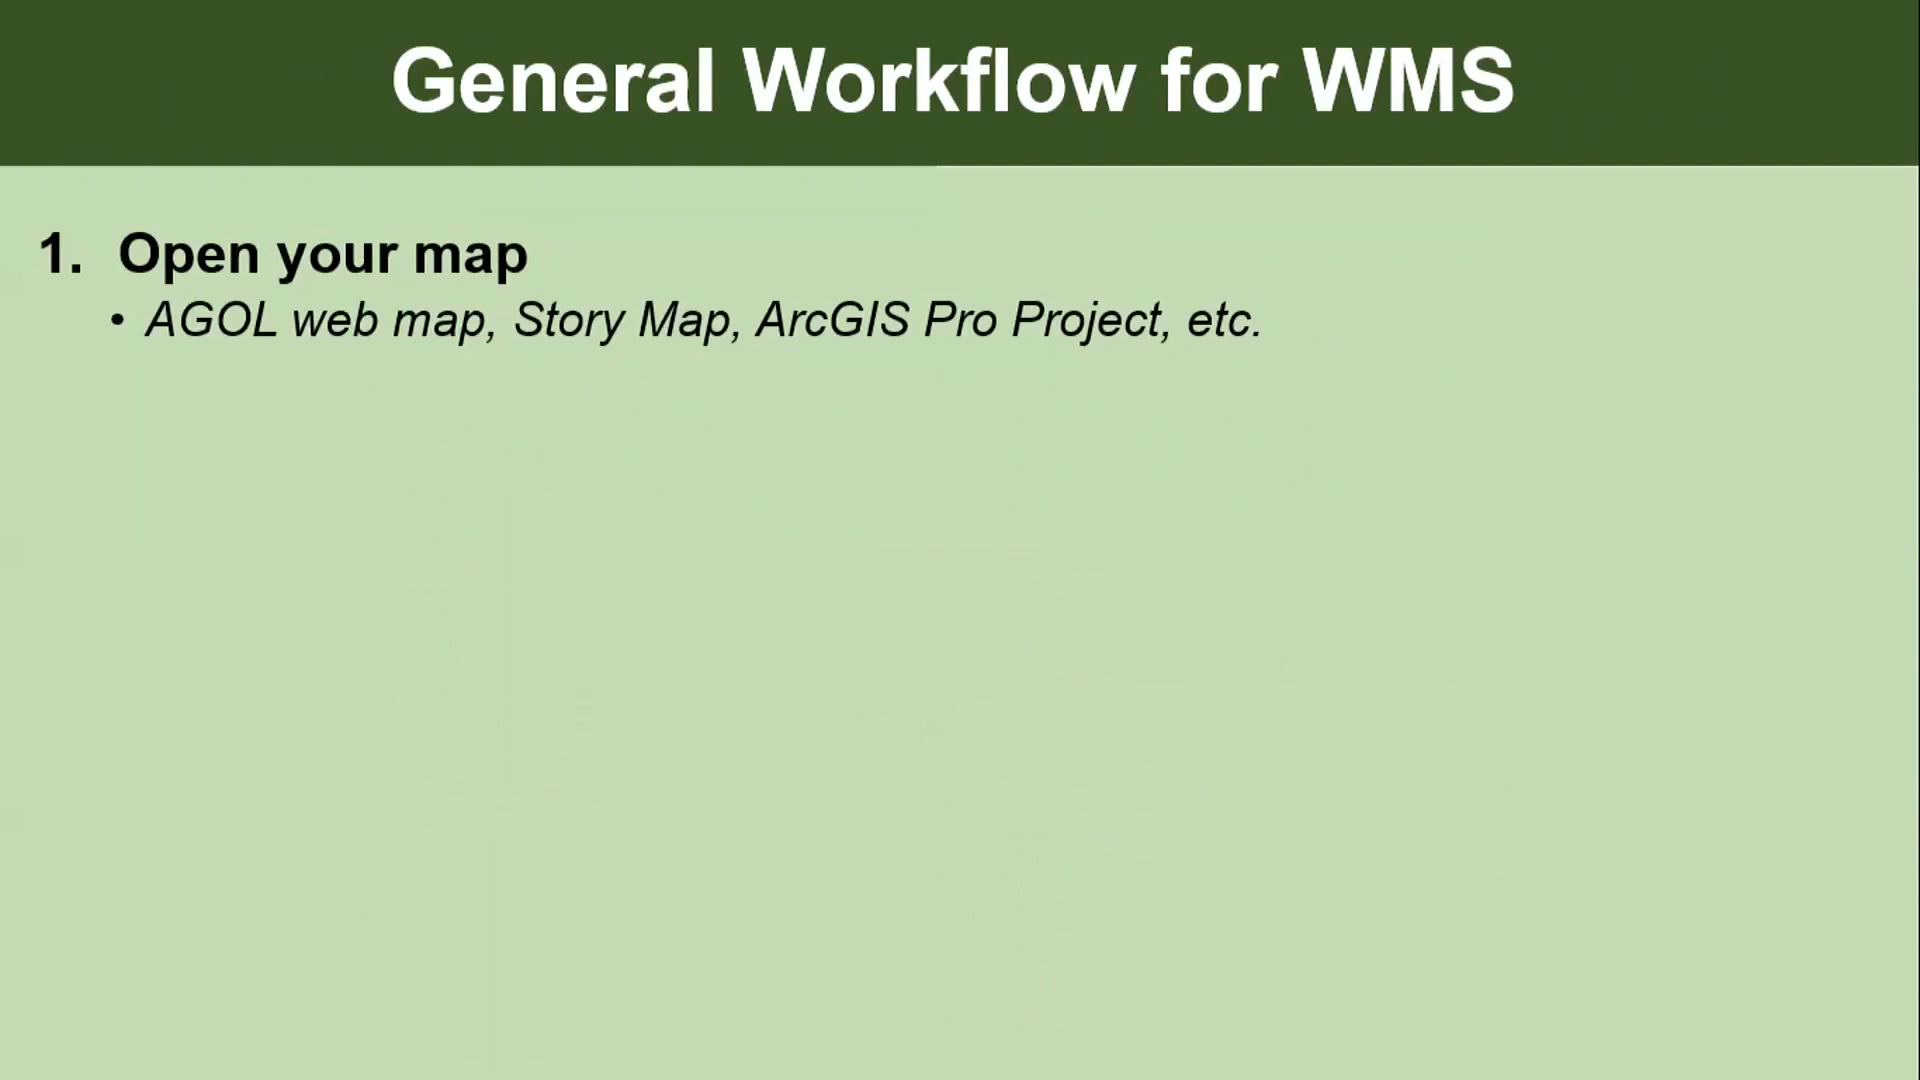 General Workflow for WMS
1. Open your map
• AGOL web map, Story Map, ArcGIS Pro Project, etc.